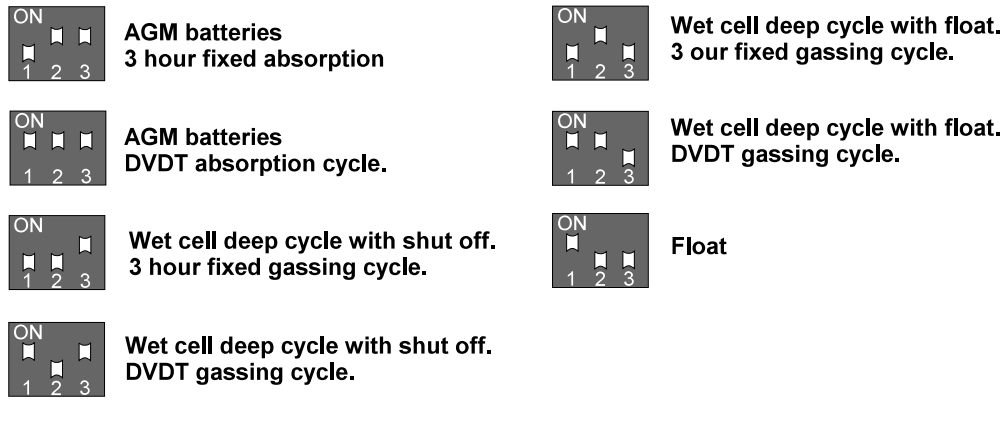 ON
1 2 3
AGM batteries
3 hour fixed absorption
ON
1 2 3
AGM batteries
DVDT absorption cycle.
ON
1 2 3
Wet cell deep cycle with shut off.
3 hour fixed gassing cycle.
ON
1 2 3
Wet cell deep cycle with shut off.
DVDT gassing cycle.
ON
1 2 3
Wet cell deep cycle with float.
3 our fixed gassing cycle.
ON
1 2 3
Wet cell deep cycle with float.
DVDT gassing cycle.
ON
1 2 3
Float